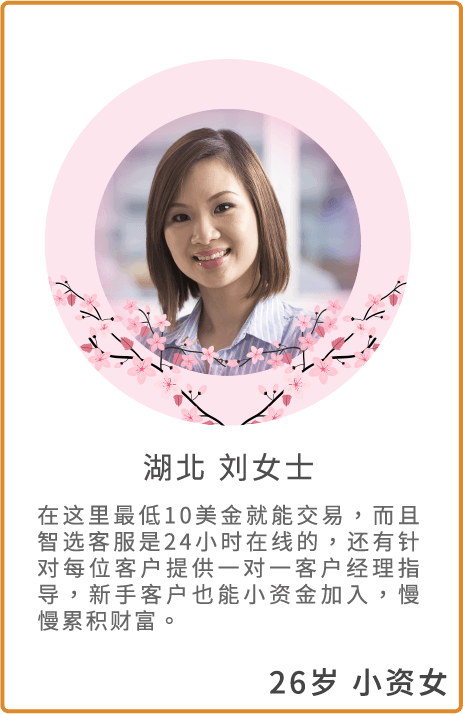 湖北 刘女士
在这里最低10美金就能交易，而且
智选客服是24小时在线的，还有针
对每位客户提供一对一客户经理指
导，新手客户也能小资金加入，慢
慢累积财富。
26岁 小资女